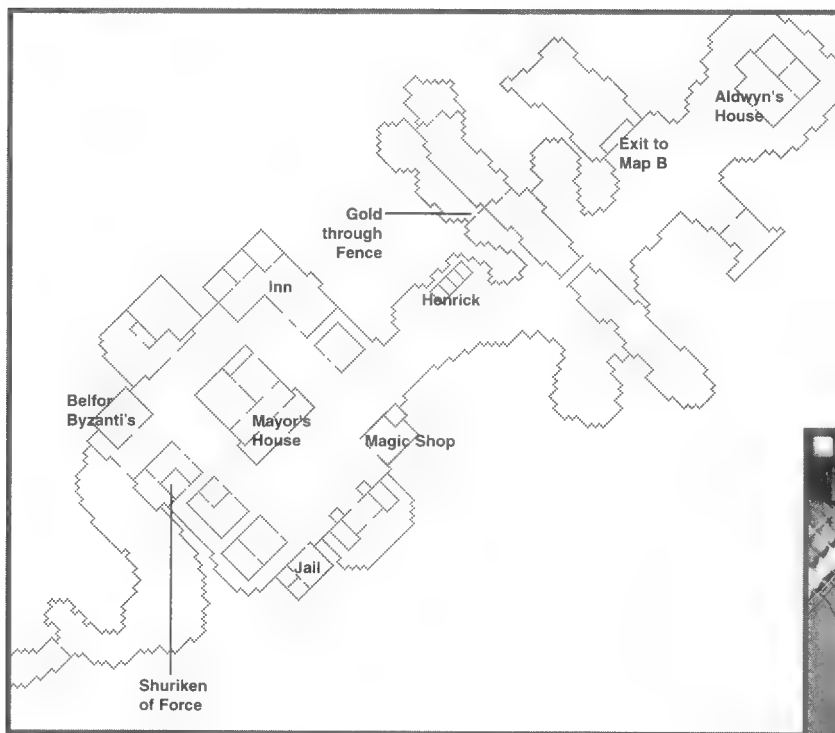 Aldwyn's
House
Exit to
Map B
Gold
through
Fence
Inn
Henrick
Belfor
Byzanti's
Mayor's
House
Magic Shop
Jail
Shuriken
of Force